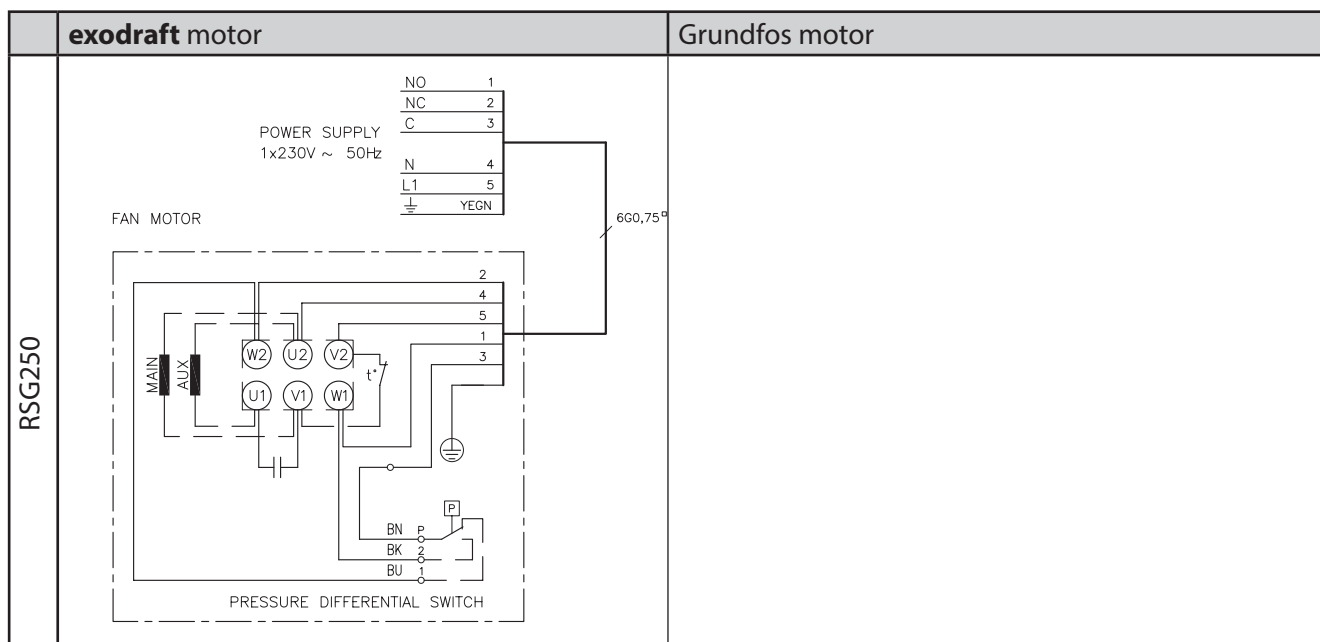 exodraft motor
Grundfos motor
RSG250
NO 1
NC 2
POWER SUPPLY
C 3
1x230V ~ 50Hz
N 4
L1 5
YEGN
FAN MOTOR
6G0,75□
2
4
5
1
3
MAIN
AUX
W2 U2 V2
t°
U1 V1 W1
P
BN P
BK 2
BU 1
PRESSURE DIFFERENTIAL SWITCH